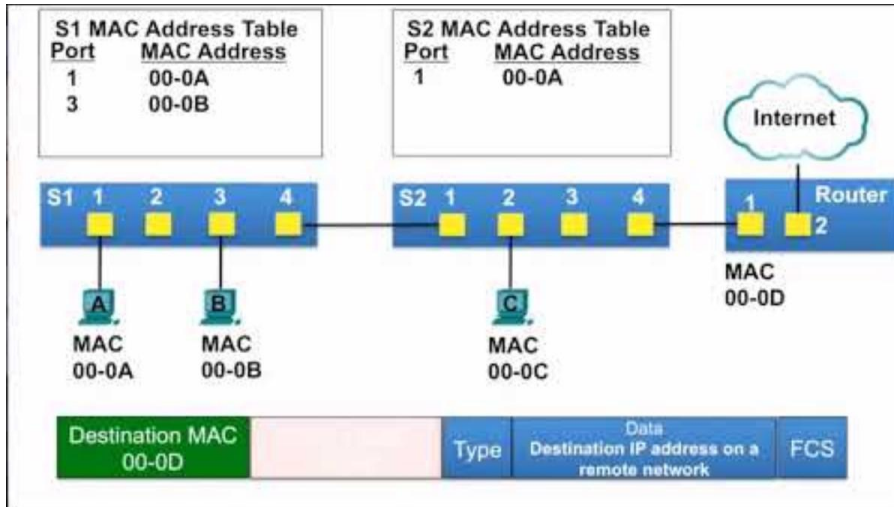 S1 MAC Address Table
Port MAC Address
1 00-0A
3 00-0B
S2 MAC Address Table
Port MAC Address
1 00-0A
Internet
S1 1 2 3 4
S2 1 2 3 4
Router
1
2
A
B
C
MAC
00-0A
MAC
00-0B
MAC
00-0C
MAC
00-0D
Destination MAC
00-0D
Type
Data
Destination IP address on a
remote network
FCS